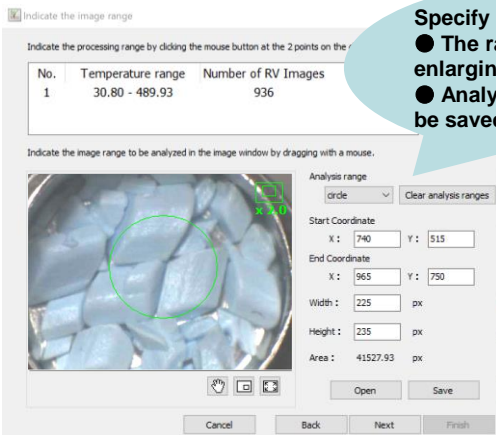 Indicate the image range
Specify
● The ra
enlargin
● Analy
be saved
Indicate the processing range by clicking the mouse button at the 2 points on the
No. Temperature range Number of RV Images
1 30.80 - 489.93 936
Indicate the image range to be analyzed in the image window by dragging with a mouse.
Analysis range
circle Clear analysis ranges
x 2.0
Start Coordinate
X : 740 Y : 515
End Coordinate
X : 965 Y : 750
Width : 225 px
Height : 235 px
Area : 41527.93 px
Open Save
Cancel Back Next Finish